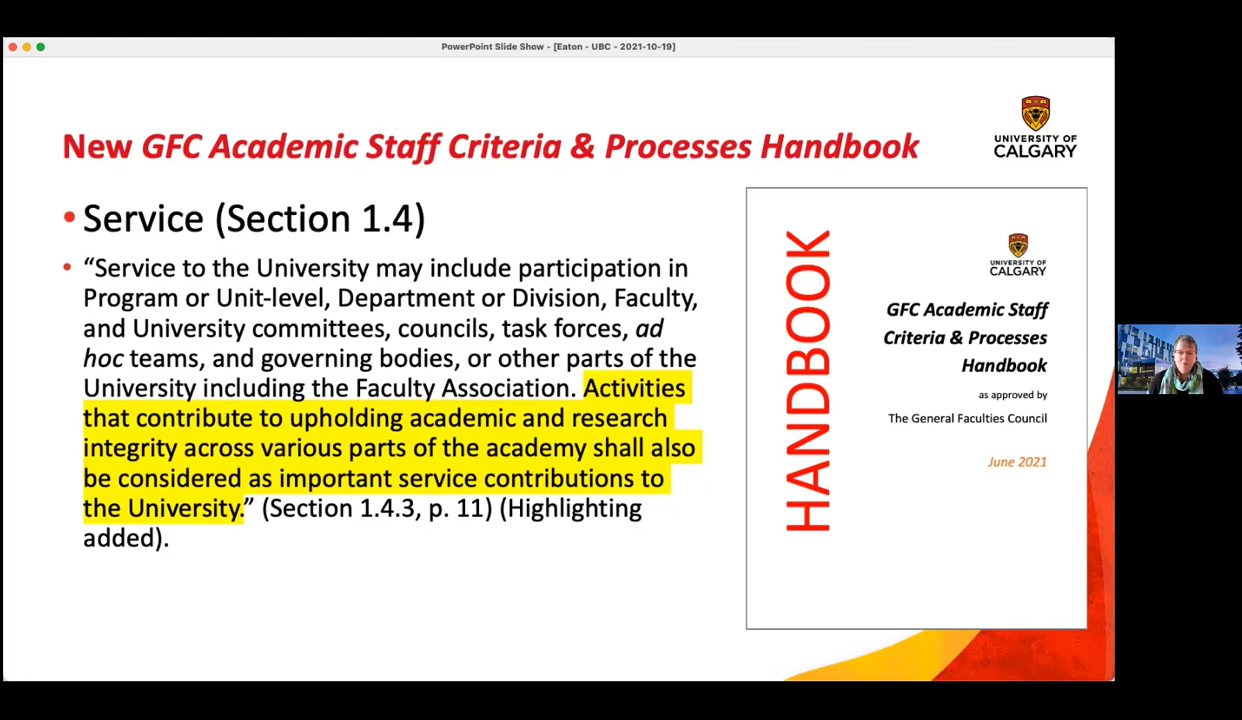 PowerPoint Slide Show - [Eaton - UBC - 2021-10-19]
New GFC Academic Staff Criteria & Processes Handbook
UNIVERSITY OF
CALGARY
• Service (Section 1.4)
• “Service to the University may include participation in
Program or Unit-level, Department or Division, Faculty,
and University committees, councils, task forces, ad
hoc teams, and governing bodies, or other parts of the
University including the Faculty Association. Activities
that contribute to upholding academic and research
integrity across various parts of the academy shall also
be considered as important service contributions to
the University.” (Section 1.4.3, p. 11) (Highlighting
added).
HANDBOOK
UNIVERSITY OF
CALGARY
GFC Academic Staff
Criteria & Processes
Handbook
as approved by
The General Faculties Council
June 2021